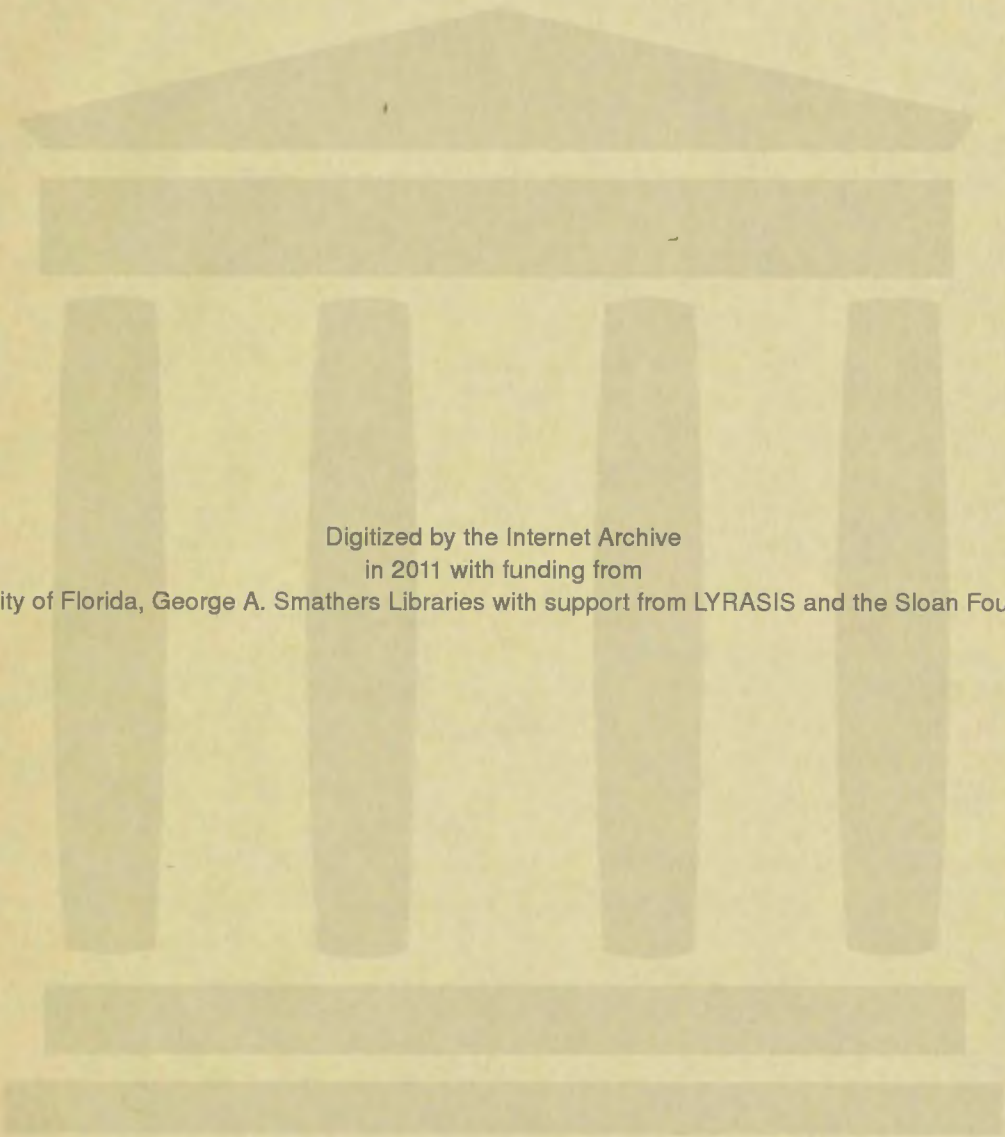 Digitized by the Internet Archive
in 2011 with funding from
ity of Florida, George A. Smathers Libraries with support from LYRASIS and the Sloan Fou